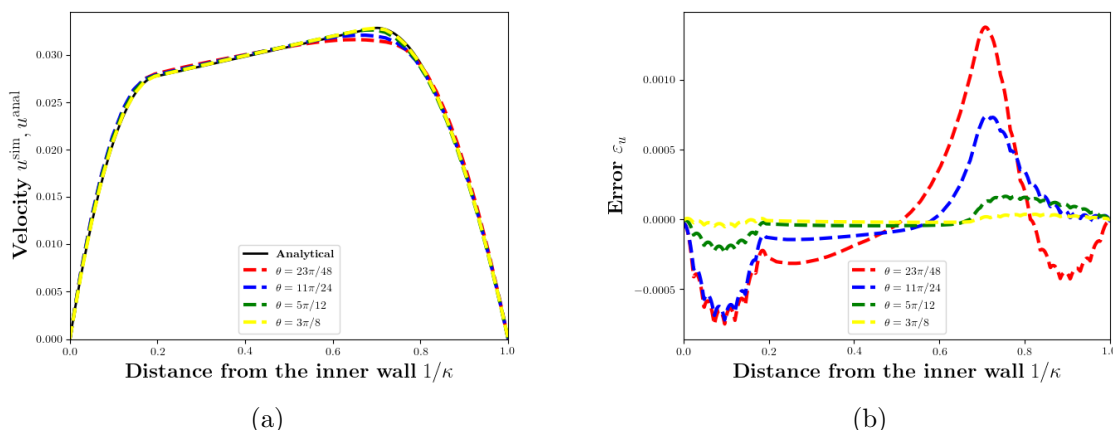 Velocity u^sim, u^anal
0.030
0.025
0.020
0.015
0.010
0.005
0.000
0.0 0.2 0.4 0.6 0.8 1.0
Analytical
θ = 23π/48
θ = 11π/24
θ = 5π/12
θ = 3π/8
Distance from the inner wall 1/κ
(a)
Error ε_u
0.0010
0.0005
0.0000
−0.0005
0.0 0.2 0.4 0.6 0.8 1.0
θ = 23π/48
θ = 11π/24
θ = 5π/12
θ = 3π/8
Distance from the inner wall 1/κ
(b)